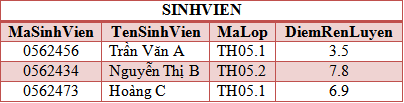 SINHVIEN
MaSinhVien TenSinhVien MaLop DiemRenLuyen
0562456 Trần Văn A TH05.1 3.5
0562434 Nguyễn Thị B TH05.2 7.8
0562473 Hoàng C TH05.1 6.9